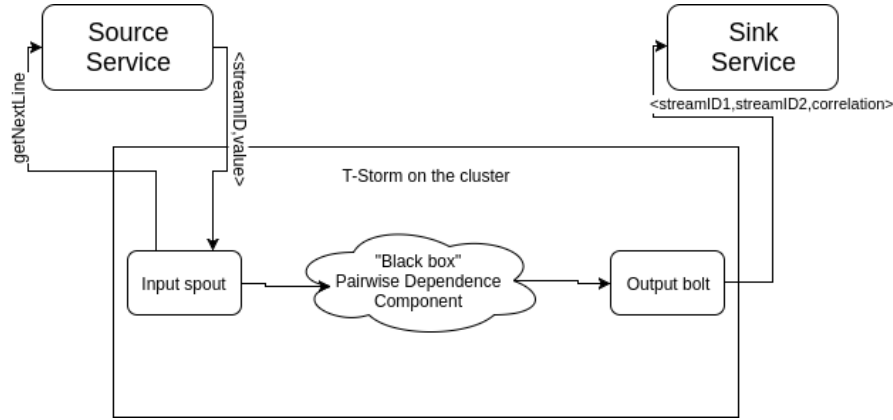 Source
Service
Sink
Service
getNextLine
<streamID,value>
<streamID1,streamID2,correlation>
T-Storm on the cluster
Input spout
"Black box"
Pairwise Dependence
Component
Output bolt